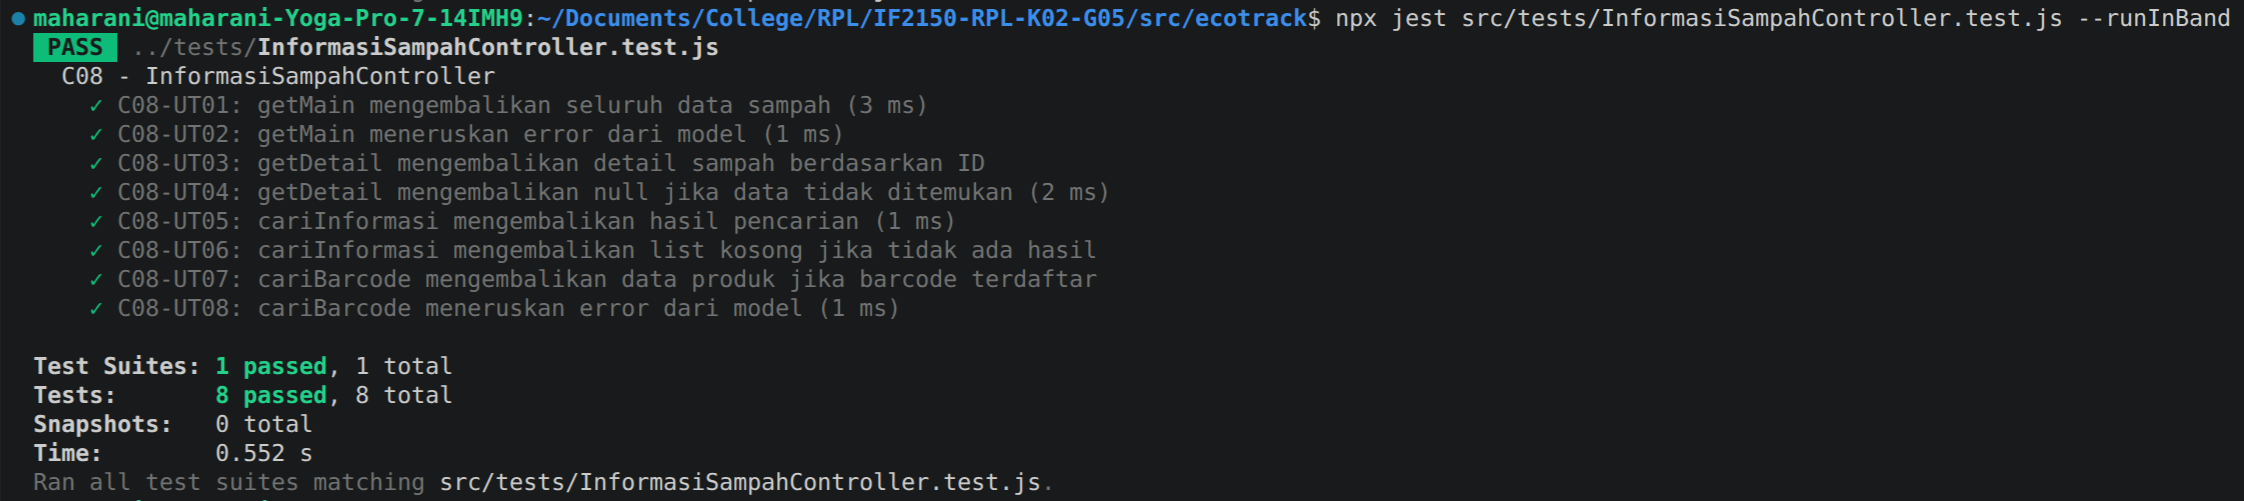 maharani@maharani-Yoga-Pro-7-14IMH9:~/Documents/College/RPL/IF2150-RPL-K02-G05/src/ecotrack$ npx jest src/tests/InformasiSampahController.test.js --runInBand
PASS ../tests/InformasiSampahController.test.js
C08 - InformasiSampahController
✓ C08-UT01: getMain mengembalikan seluruh data sampah (3 ms)
✓ C08-UT02: getMain meneruskan error dari model (1 ms)
✓ C08-UT03: getDetail mengembalikan detail sampah berdasarkan ID
✓ C08-UT04: getDetail mengembalikan null jika data tidak ditemukan (2 ms)
✓ C08-UT05: cariInformasi mengembalikan hasil pencarian (1 ms)
✓ C08-UT06: cariInformasi mengembalikan list kosong jika tidak ada hasil
✓ C08-UT07: cariBarcode mengembalikan data produk jika barcode terdaftar
✓ C08-UT08: cariBarcode meneruskan error dari model (1 ms)
Test Suites: 1 passed, 1 total
Tests: 8 passed, 8 total
Snapshots: 0 total
Time: 0.552 s
Ran all test suites matching src/tests/InformasiSampahController.test.js.